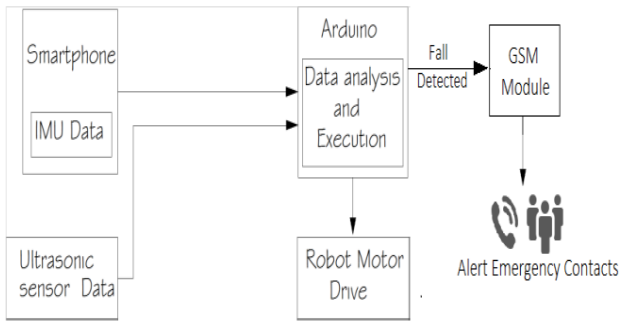 Smartphone
IMU Data
Arduino
Data analysis
and
Execution
Fall
Detected
GSM
Module
Ultrasonic
sensor Data
Robot Motor
Drive
.
Alert Emergency Contacts